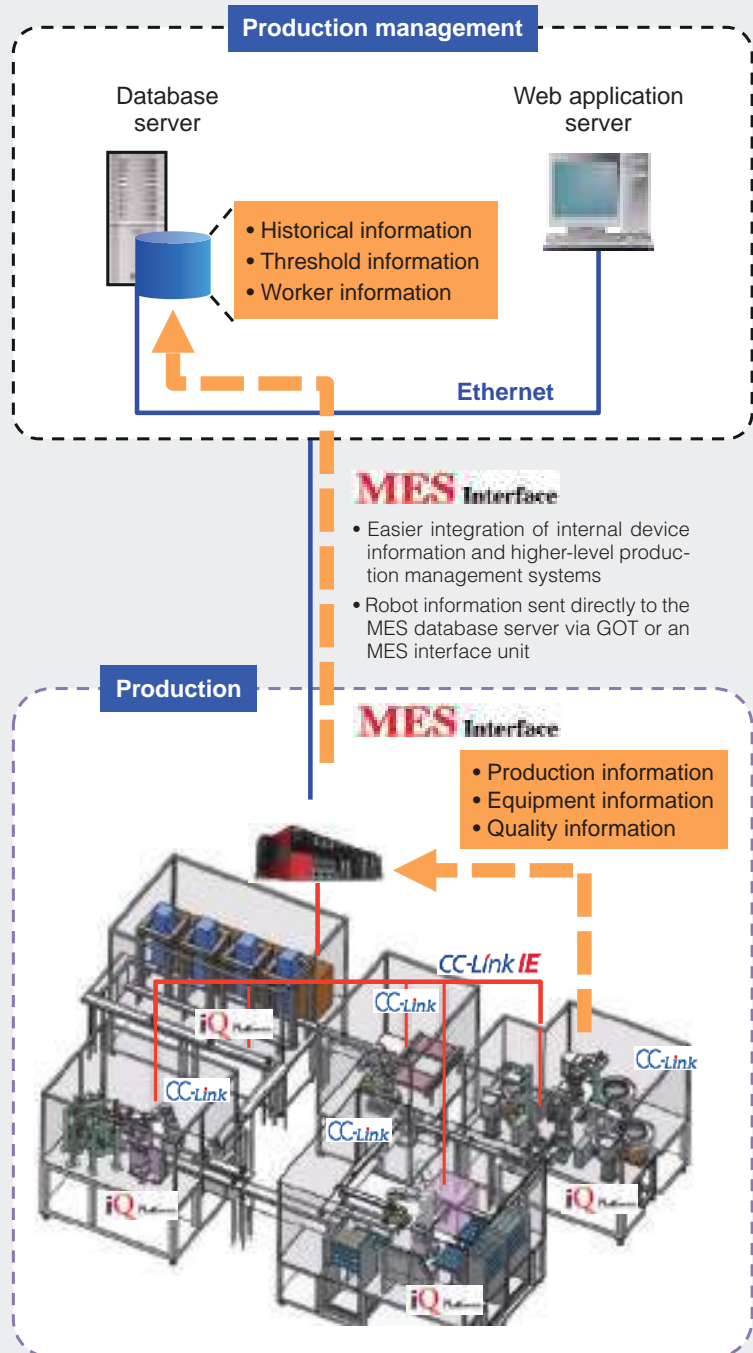 Production management
Database
server
Web application
server
• Historical information
• Threshold information
• Worker information
Ethernet
MES Interface
• Easier integration of internal device
information and higher-level produc-
tion management systems
• Robot information sent directly to the
MES database server via GOT or an
MES interface unit
Production
MES Interface
• Production information
• Equipment information
• Quality information
CC-Link IE
CC-Link
iQ
CC-Link
CC-Link
CC-Link
iQ
iQ
iQ